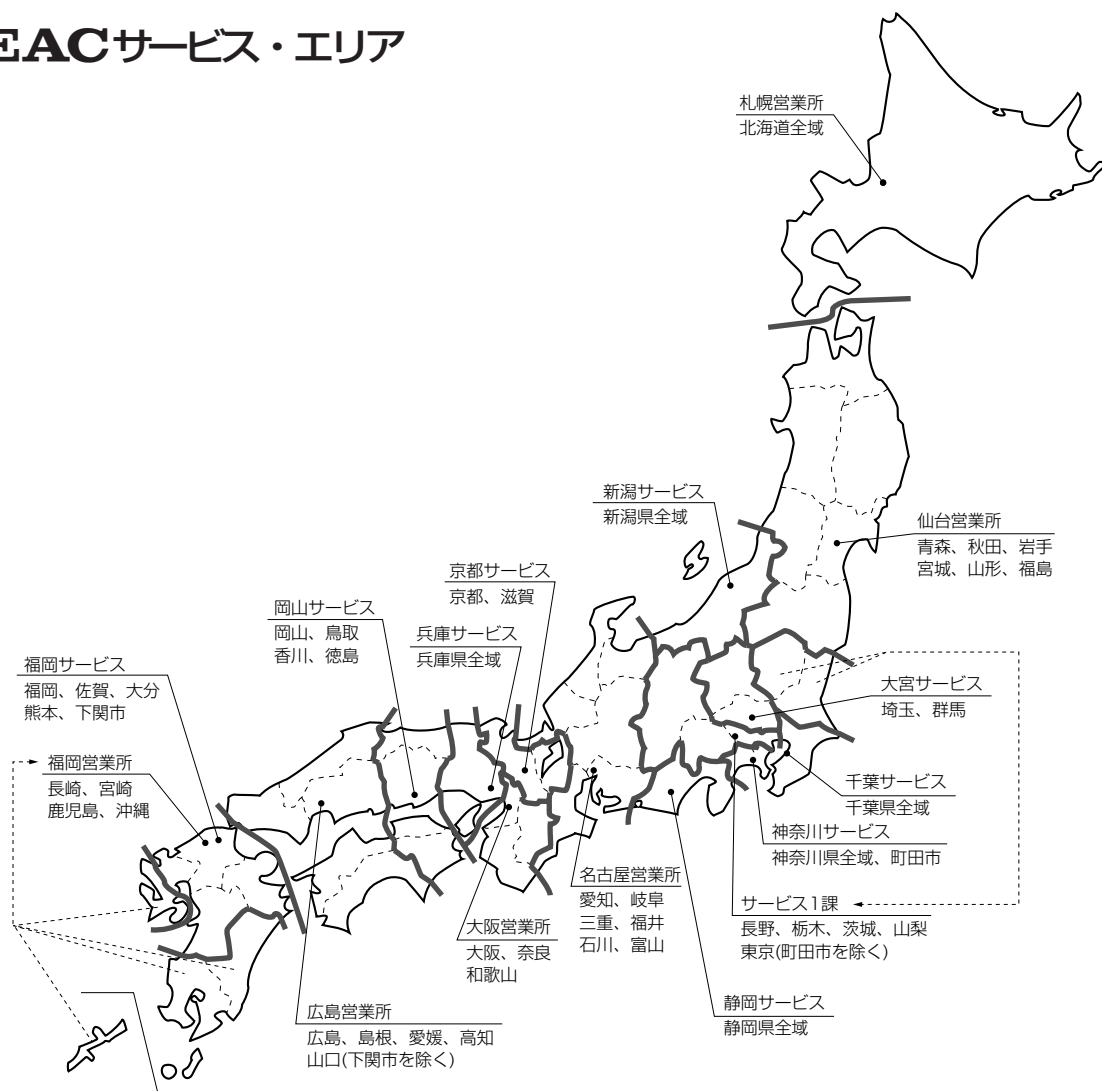 EACサービス・エリア
札幌営業所
北海道全域
新潟サービス
新潟県全域
仙台営業所
青森、秋田、岩手
宮城、山形、福島
京都サービス
京都、滋賀
岡山サービス
岡山、鳥取
香川、徳島
兵庫サービス
兵庫県全域
福岡サービス
福岡、佐賀、大分
熊本、下関市
大宮サービス
埼玉、群馬
福岡営業所
長崎、宮崎
鹿児島、沖縄
千葉サービス
千葉県全域
神奈川サービス
神奈川県全域、町田市
名古屋営業所
愛知、岐阜
三重、福井
石川、富山
サービス1課
長野、栃木、茨城、山梨
東京(町田市を除く)
大阪営業所
大阪、奈良
和歌山
静岡サービス
静岡県全域
広島営業所
広島、島根、愛媛、高知
山口(下関市を除く)